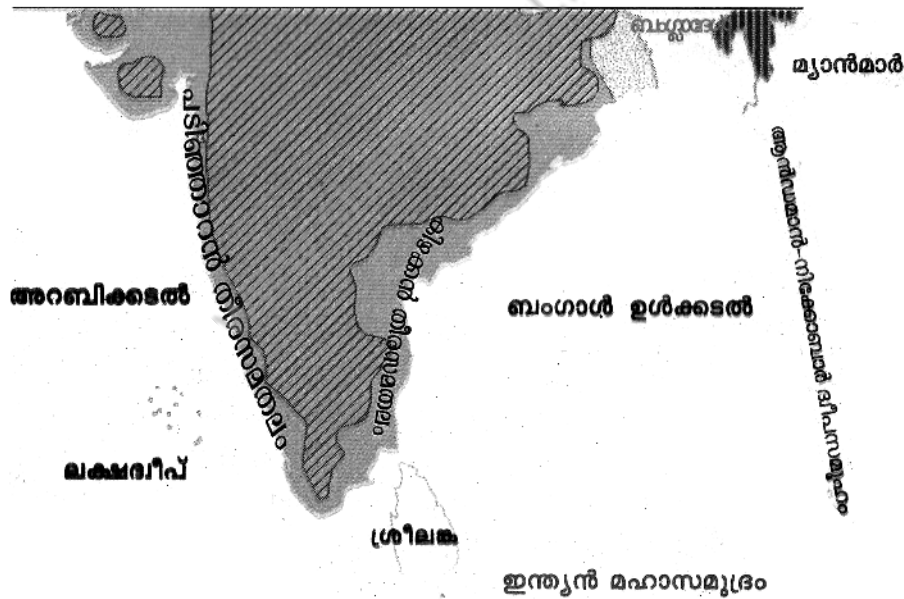 ബംഗ്ലാദേശ്
മ്യാൻമാർ
പടിഞ്ഞാറൻ തീരസമതലം
കിഴക്കൻ തീരസമതലം
ആൻഡമാൻ-നിക്കോബാർ ദ്വീപസമൂഹം
അറബിക്കടൽ
ബംഗാൾ ഉൾക്കടൽ
ലക്ഷദ്വീപ്
ശ്രീലങ്ക
ഇന്ത്യൻ മഹാസമുദ്രം